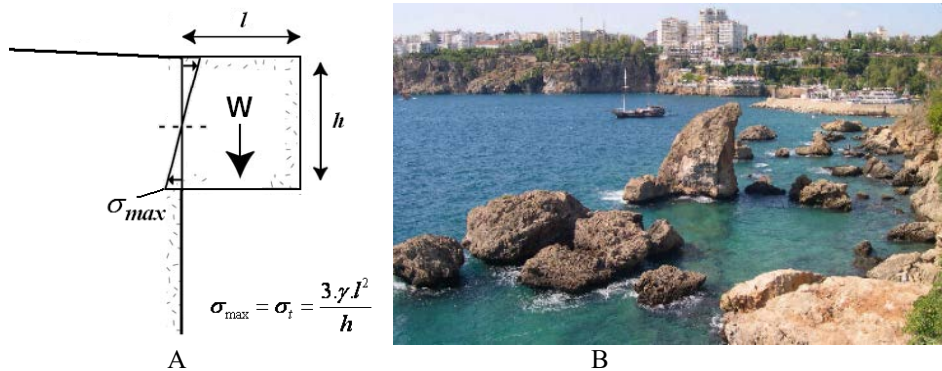 l
W
h
σmax
σmax = σt = 3.γ.l² / h
A
B